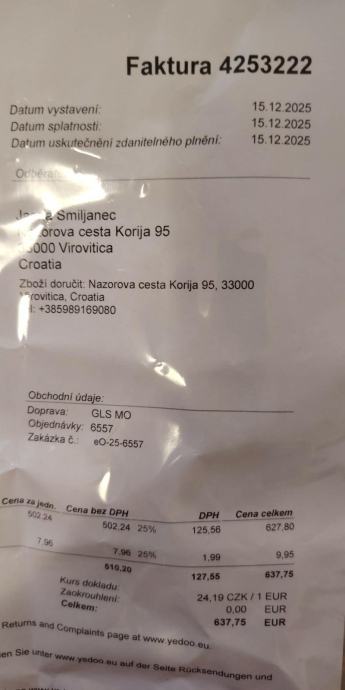 Faktura 4253222
Datum vystavení: 15.12.2025
Datum splatnosti: 15.12.2025
Datum uskutečnění zdanitelného plnění: 15.12.2025
Smiljanec
Nazorova cesta Korija 95
33000 Virovitica
Croatia
Zboží doručit: Nazorova cesta Korija 95, 33000
Virovitica, Croatia
+385989169080
Obchodní údaje:
Doprava: GLS MO
Objednávky: 6557
Zakázka č.: eO-25-6557
Cena za jedn. Cena bez DPH DPH Cena celkem
502.24 502.24 25% 125,56 627,80
7.96 7.96 25% 1,99 9,95
510,20 127,55 637,75
Kurs dokladu: 24,19 CZK / 1 EUR
Zaokrouhlení: 0,00 EUR
Celkem: 637,75 EUR
Returns and Complaints page at www.yedoo.eu.
en Sie unter www.yedoo.eu auf der Seite Rücksendungen und